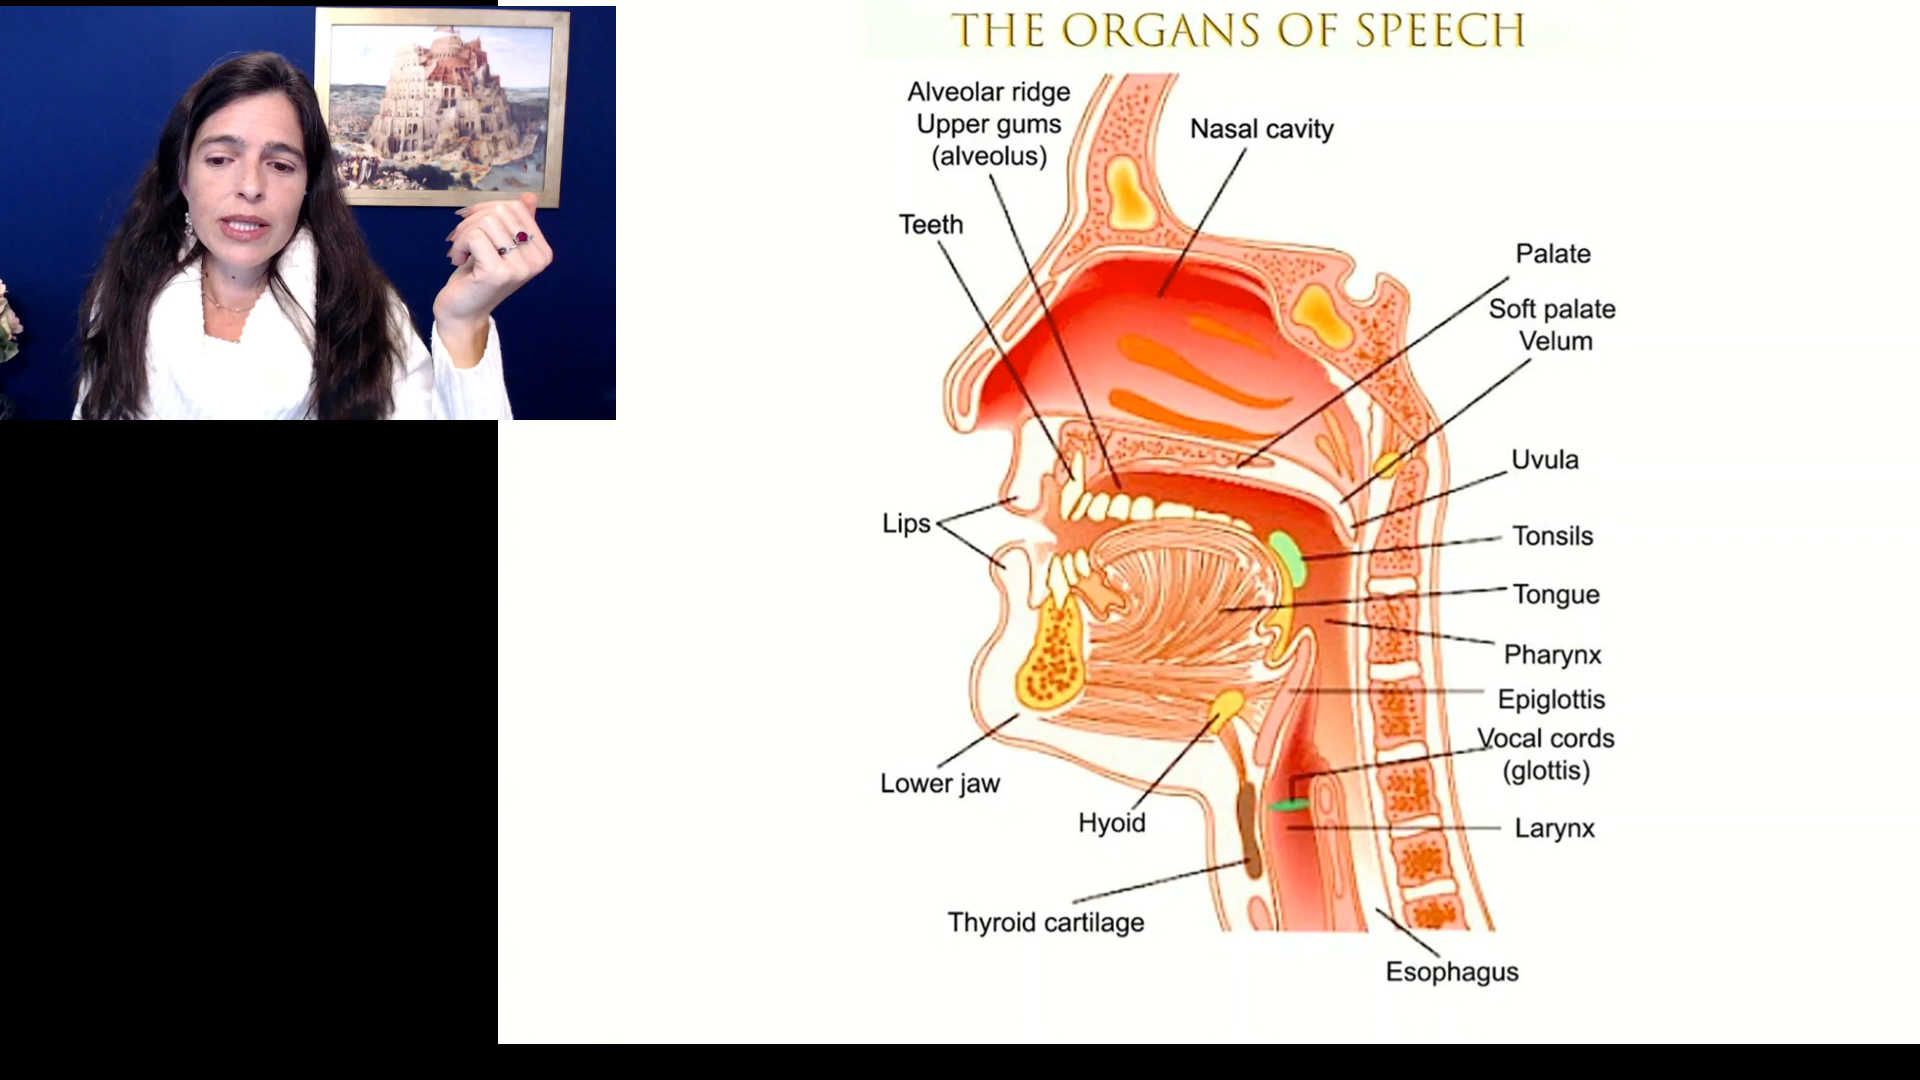 THE ORGANS OF SPEECH
Alveolar ridge
Upper gums
(alveolus)
Nasal cavity
Teeth
Palate
Soft palate
Velum
Uvula
Lips
Tonsils
Tongue
Pharynx
Epiglottis
Vocal cords
(glottis)
Lower jaw
Hyoid
Larynx
Thyroid cartilage
Esophagus